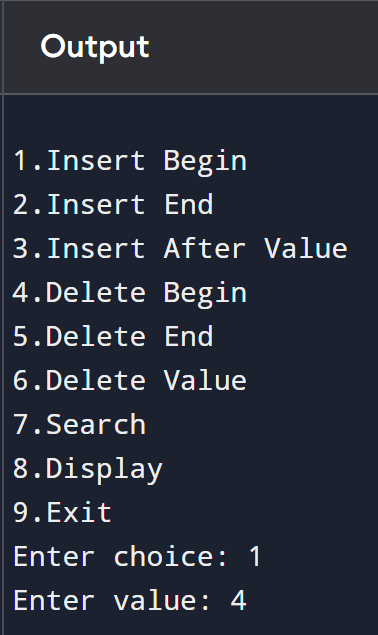 Output
1.Insert Begin
2.Insert End
3.Insert After Value
4.Delete Begin
5.Delete End
6.Delete Value
7.Search
8.Display
9.Exit
Enter choice: 1
Enter value: 4